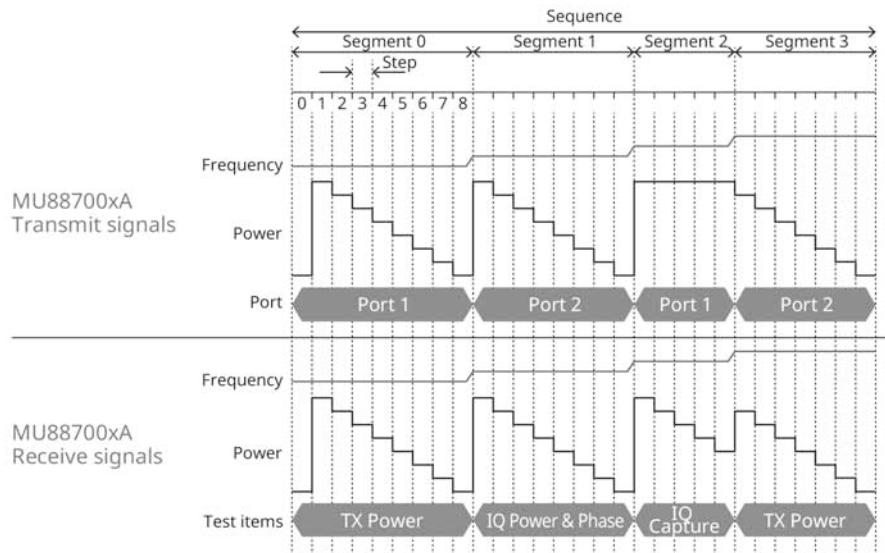 Sequence
Segment 0 Segment 1 Segment 2 Segment 3
Step
0 1 2 3 4 5 6 7 8
Frequency
MU88700xA
Transmit signals
Power
Port Port 1 Port 2 Port 1 Port 2
Frequency
MU88700xA
Receive signals
Power
Test items TX Power IQ Power & Phase IQ Capture TX Power